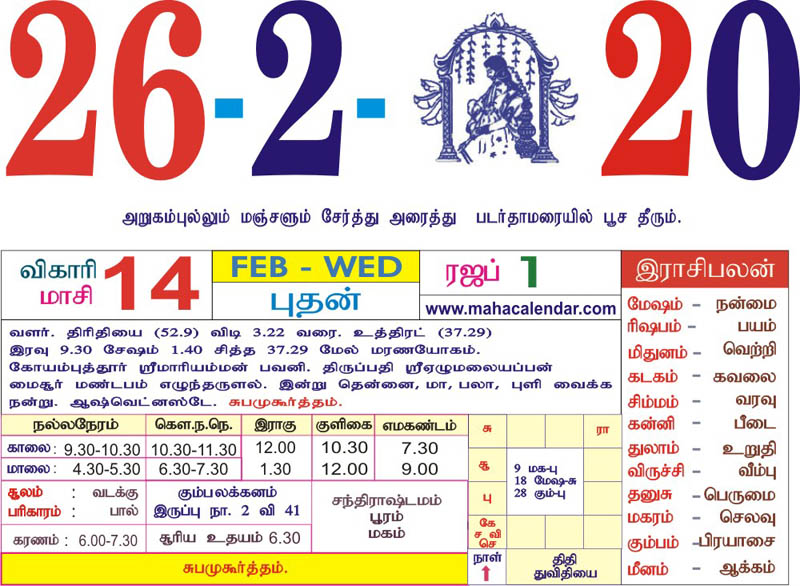 26-2- 20
அறுகம்புல்லும் மஞ்சளும் சேர்த்து அரைத்து படர்தாமரையில் பூச தீரும்.
விகாரி
மாசி 14
FEB - WED
புதன்
ரஜப் 1
www.mahacalendar.com
வளர். திரிதியை (52.9) விடி 3.22 வரை. உத்திரட் (37.29)
இரவு 9.30 சேஷம் 1.40 சித்த 37.29 மேல் மரணயோகம்.
கோயம்புத்தூர் ஸ்ரீமாரியம்மன் பவனி. திருப்பதி ஸ்ரீஏழுமலையப்பன்
மைசூர் மண்டபம் எழுந்தருளல். இன்று தென்னை, மா, பலா, புளி வைக்க
நன்று. ஆஷ்வெட்னஸ்டே. சுபமுகூர்த்தம்.
நல்லநேரம் கௌ.ந.நெ. இராகு குளிகை எமகண்டம்
காலை : 9.30-10.30 10.30-11.30 12.00 10.30 7.30
மாலை : 4.30-5.30 6.30-7.30 1.30 12.00 9.00
சூலம் : வடக்கு
பரிகாரம் : பால்
கும்பலக்கனம்
இருப்பு நா. 2 வி 41
கரணம் : 6.00-7.30
சூரிய உதயம் 6.30
சந்திராஷ்டமம்
பூரம்
மகம்
சுபமுகூர்த்தம்.
சு ரா
சூ
பு
கே
ச வி
செ
9 மக-பு
18 மேஷ-சு
28 கும்-பு
நாள்
திதி
துவிதியை
இராசிபலன்
மேஷம் - நன்மை
ரிஷபம் - பயம்
மிதுனம் - வெற்றி
கடகம் - கவலை
சிம்மம் - வரவு
கன்னி - பீடை
துலாம் - உறுதி
விருச்சி - வீம்பு
தனுசு - பெருமை
மகரம் - செலவு
கும்பம் - பிரயாசை
மீனம் - ஆக்கம்